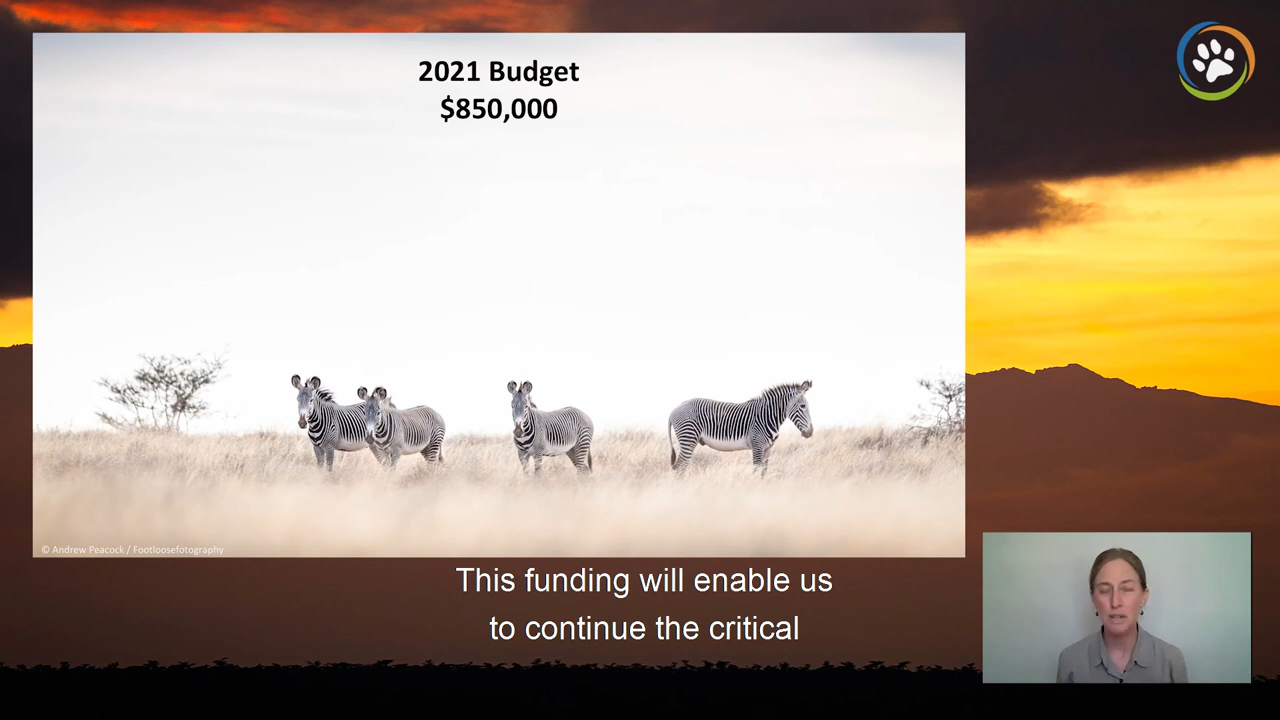 2021 Budget
$850,000
© Andrew Peacock / Footloosefotography
This funding will enable us
to continue the critical